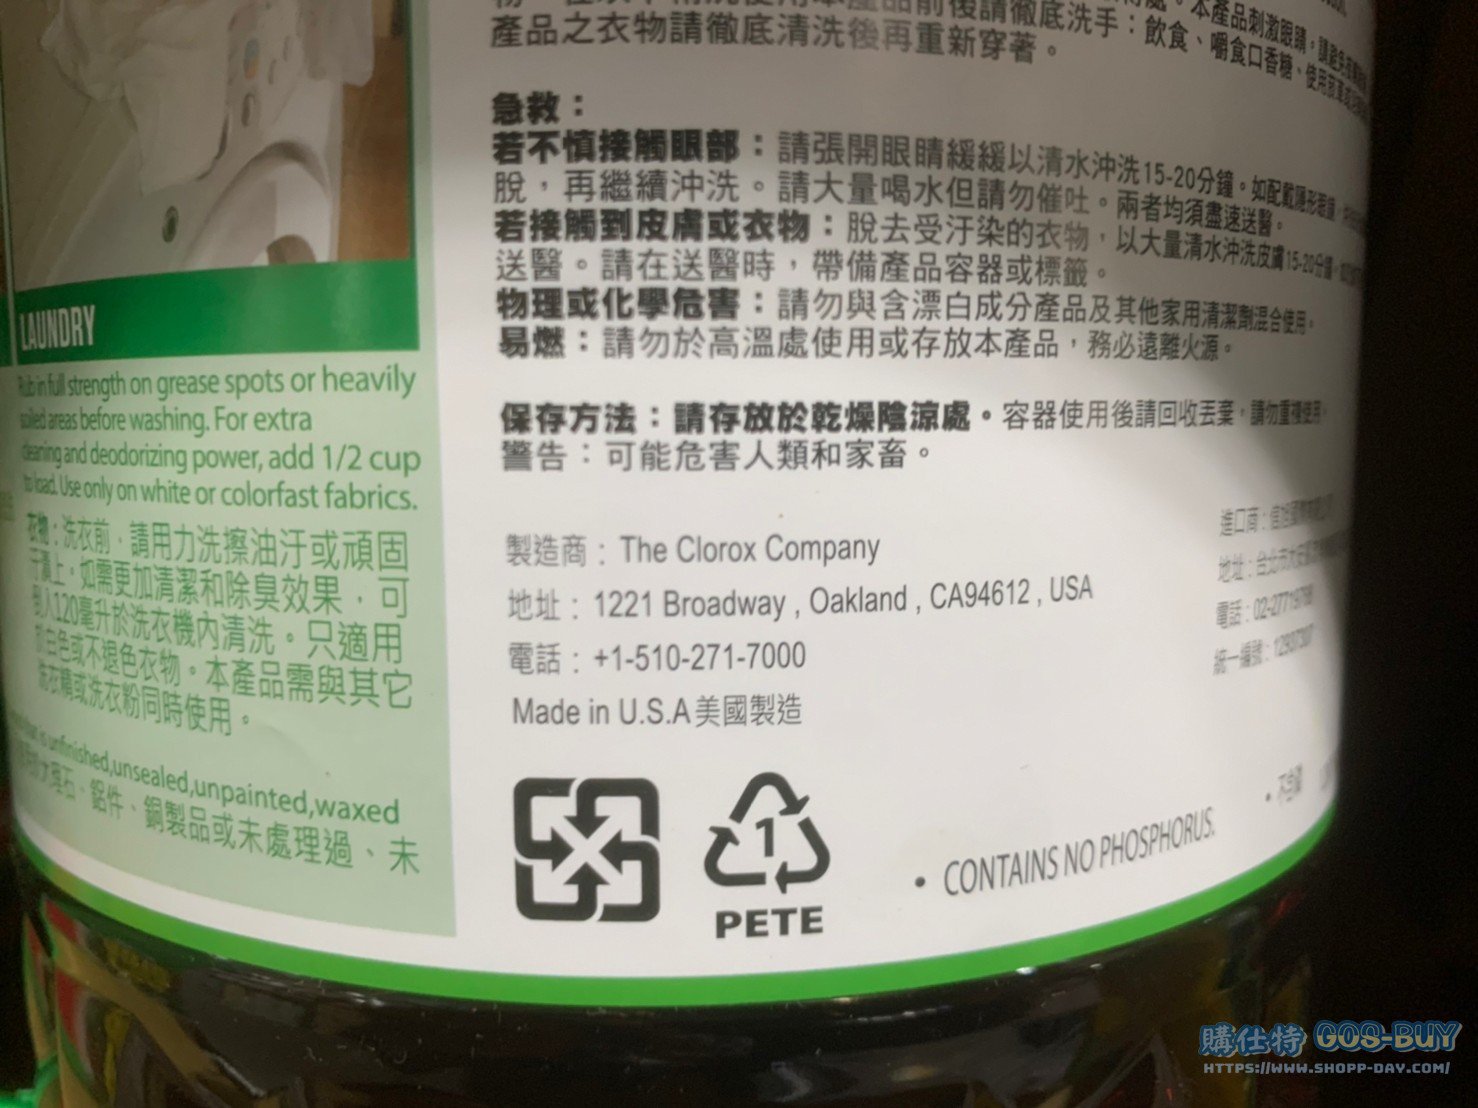 產品之衣物請徹底清洗後再重新穿著。
急救：
若不慎接觸眼部：請張開眼睛緩緩以清水沖洗15-20分鐘。如配戴隱形眼鏡
脫，再繼續沖洗。請大量喝水但請勿催吐。兩者均須盡速送醫。
若接觸到皮膚或衣物：脫去受汙染的衣物，以大量清水沖洗皮膚15-20分鐘
送醫。請在送醫時，帶備產品容器或標籤。
物理或化學危害：請勿與含漂白成分產品及其他家用清潔劑混合使用。
易燃：請勿於高溫處使用或存放本產品，務必遠離火源。
保存方法：請存放於乾燥陰涼處。容器使用後請回收丟棄，請勿重複使用
警告：可能危害人類和家畜。
製造商：The Clorox Company
地址：1221 Broadway , Oakland , CA94612 , USA
電話：+1-510-271-7000
Made in U.S.A美國製造
進口商：
地址：台北市大安區
電話：02-
統一編號：
1
PETE
• CONTAINS NO PHOSPHORUS.
LAUNDRY
Rub in full strength on grease spots or heavily
soiled areas before washing. For extra
cleaning and deodorizing power, add 1/2 cup
to load. Use only on white or colorfast fabrics.
衣物：洗衣前，請用力洗擦油汙或頑固
汙漬上。如需更加清潔和除臭效果，可
倒入120毫升於洗衣機內清洗。只適用
於白色或不退色衣物。本產品需與其它
洗衣精或洗衣粉同時使用。
unfinished,unsealed,unpainted,waxed
大理石、鋁件、銅製品或未處理過、未
購仕特 GOS-BUY
HTTPS://WWW.SHOPP-DAY.COM/